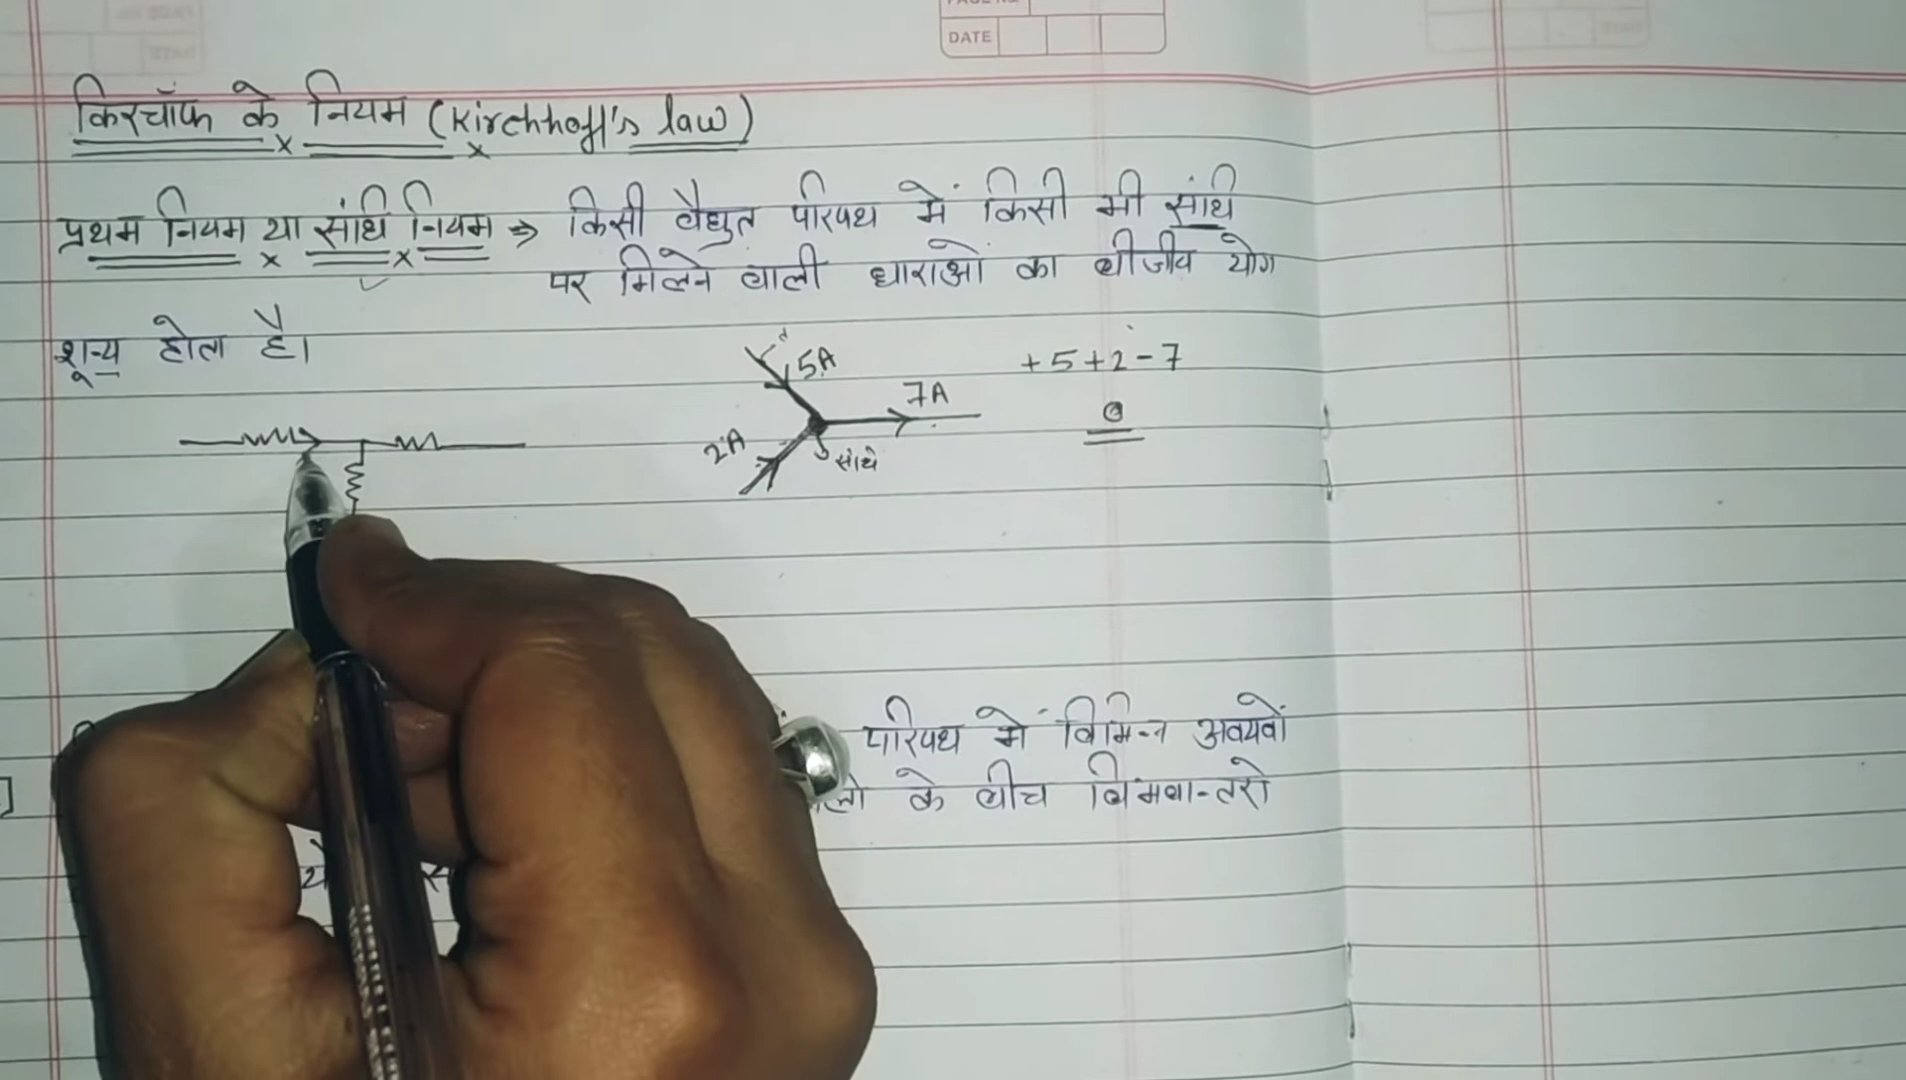 DATE
किरचॉफ के नियम (Kirchhoff's law)
प्रथम नियम या संधि नियम ⇒ किसी वैद्युत परिपथ में किसी भी संधि
पर मिलने वाली धाराओं का बीजीय योग
शून्य होता है।
5A
7A
2A
संधि
+5+2-7
0
परिपथ में विभिन्न अवयवों
के बीच विभवान्तरो